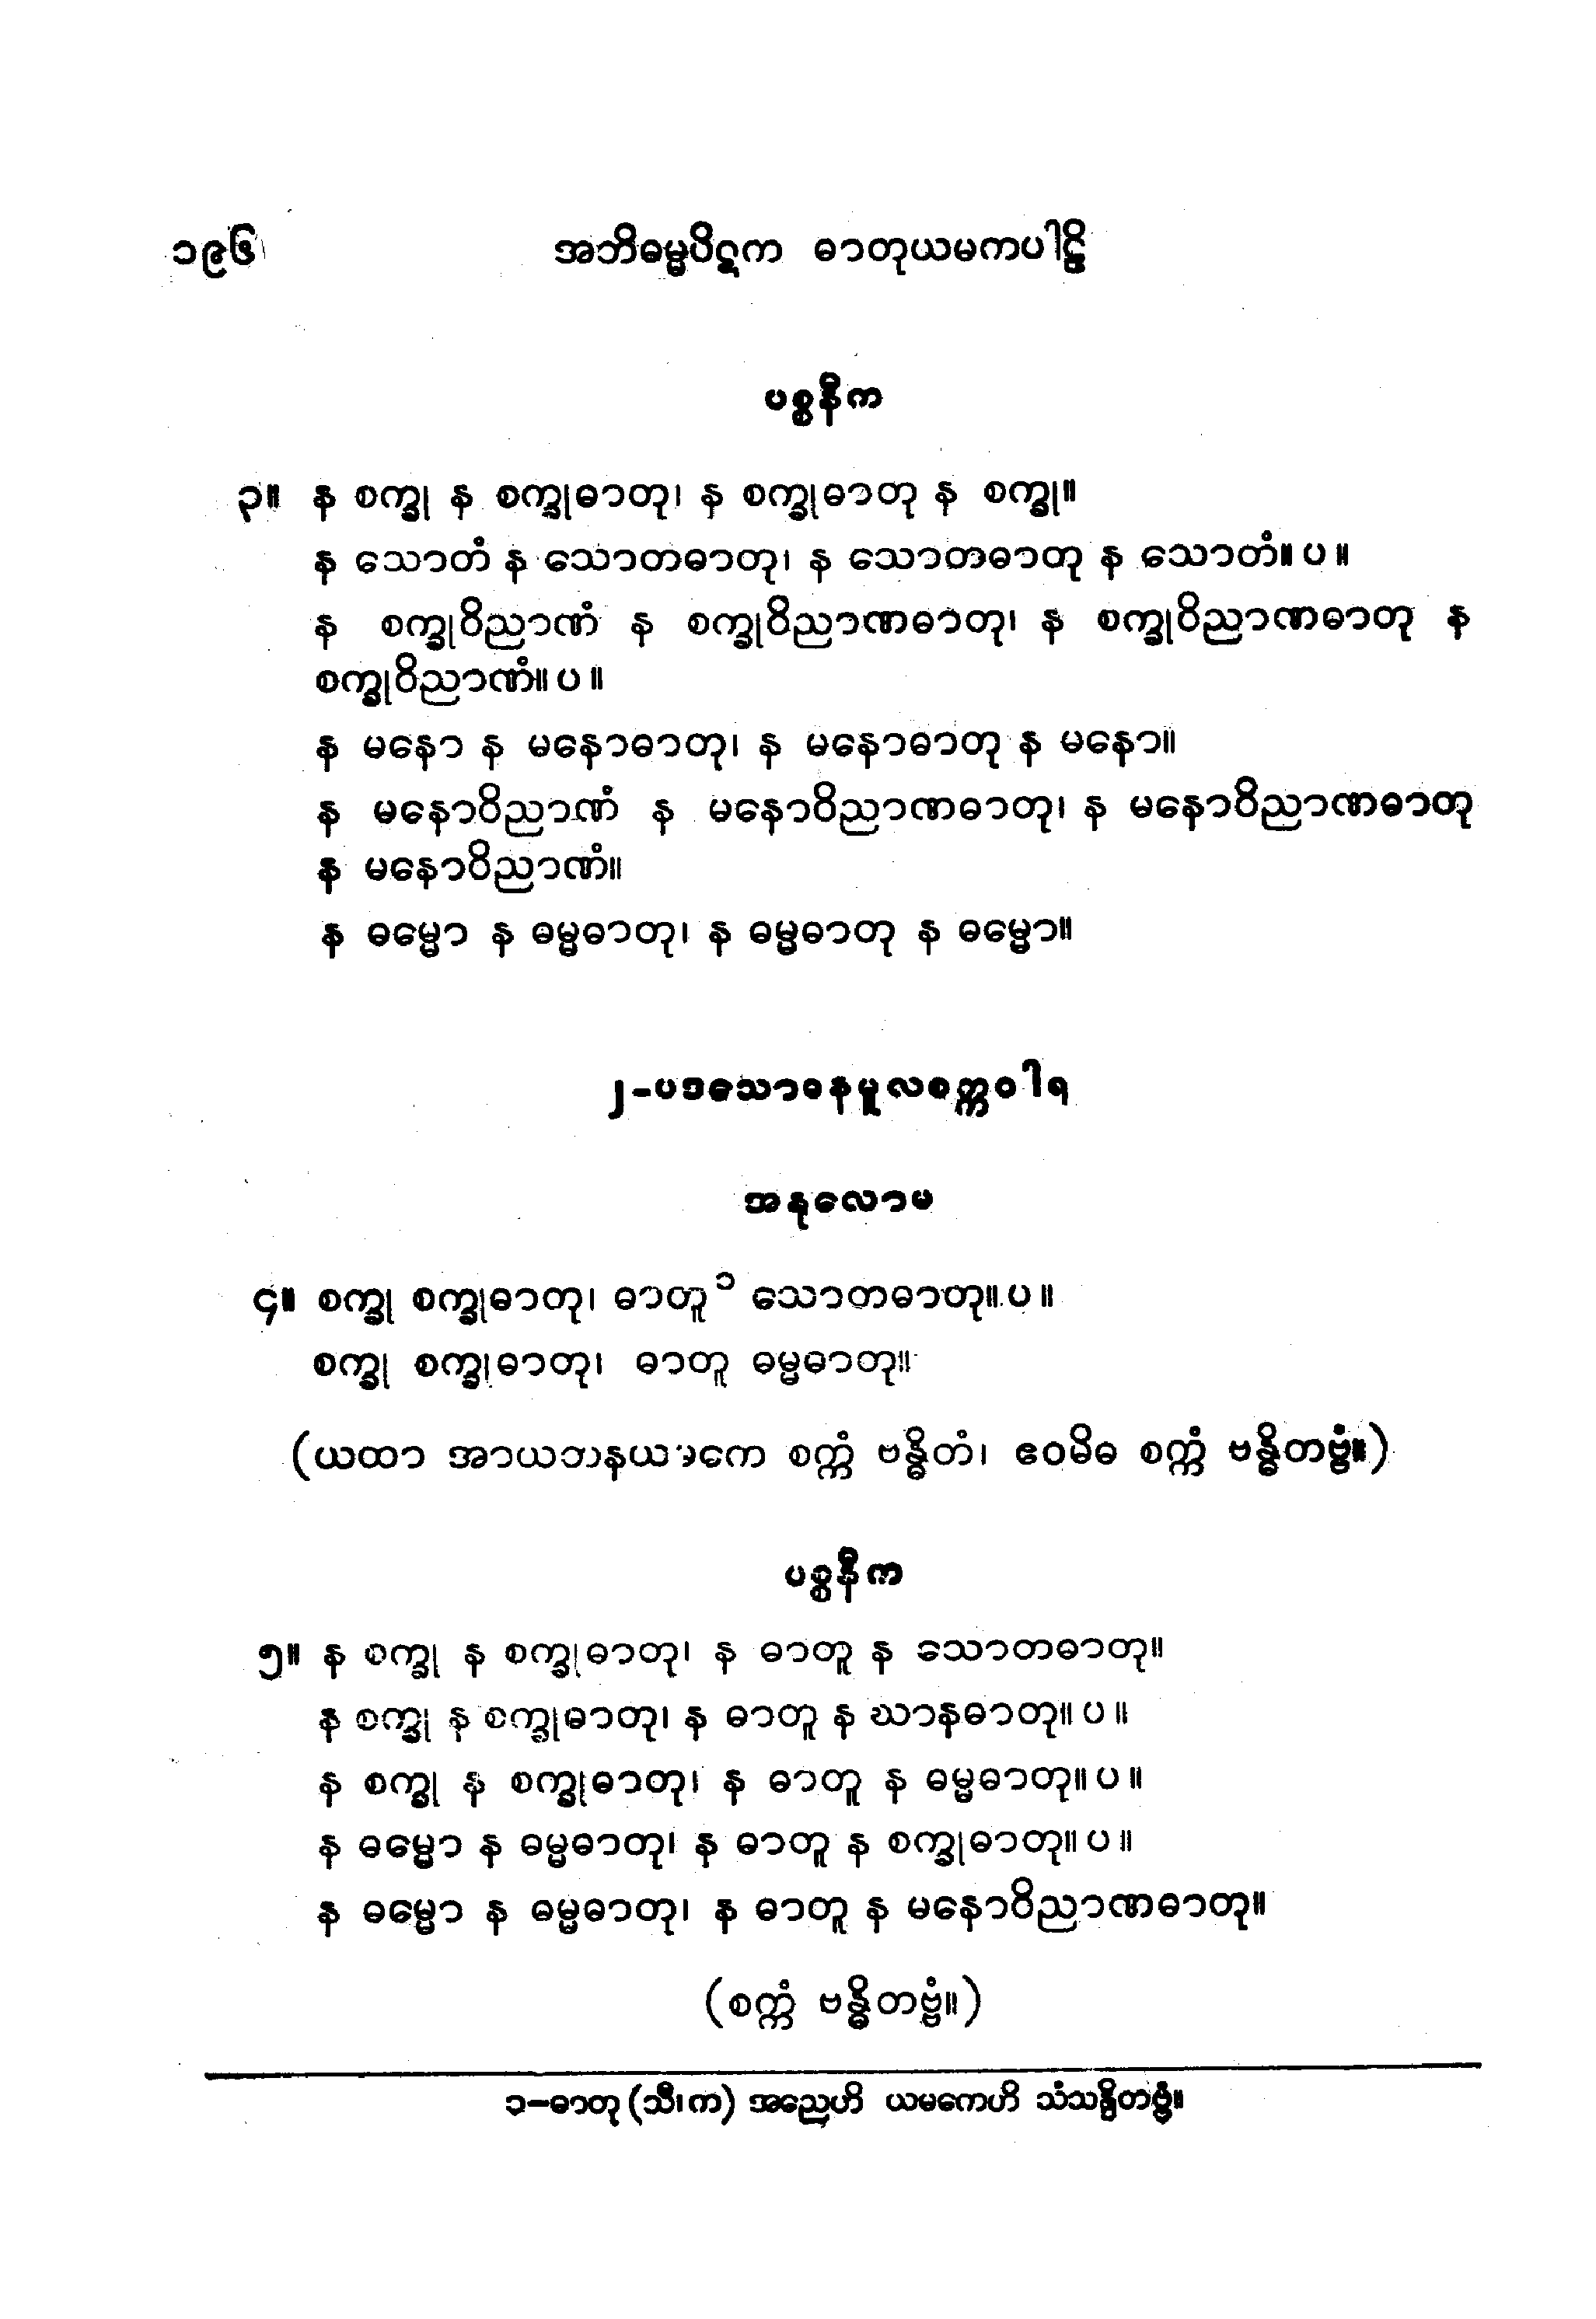 ၁၉၆ အဘိဓမ္မပိဋက ဓာတုယမကပါဠိ
ပစ္စနီက
၃။ န စက္ခု န စက္ခုဓာတု၊ န စက္ခုဓာတု န စက္ခု။
န သောတံ န သောတဓာတု၊ န သောတဓာတု န သောတံ။ ပ ။
န စက္ခုဝိညာဏံ န စက္ခုဝိညာဏဓာတု၊ န စက္ခုဝိညာဏဓာတု န
စက္ခုဝိညာဏံ။ ပ ။
န မနော န မနောဓာတု၊ န မနောဓာတု န မနော။
န မနောဝိညာဏံ န မနောဝိညာဏဓာတု၊ န မနောဝိညာဏဓာတု
န မနောဝိညာဏံ။
န ဓမ္မော န ဓမ္မဓာတု၊ န ဓမ္မဓာတု န ဓမ္မော။
၂-ပဒသောဓနမူလစက္ကဝါရ
အနုလောမ
၄။ စက္ခု စက္ခုဓာတု၊ ဓာတူ ၁ သောတဓာတု။ ပ ။
စက္ခု စက္ခုဓာတု၊ ဓာတူ ဓမ္မဓာတု။
(ယထာ အာယတနယမကေ စက္ကံ ဗန္ဓိတံ၊ ဧဝမိဓ စက္ကံ ဗန္ဓိတဗ္ဗံ။)
ပစ္စနီက
၅။ န စက္ခု န စက္ခုဓာတု၊ န ဓာတူ န သောတဓာတု။
န စက္ခု န စက္ခုဓာတု၊ န ဓာတူ န ဃာနဓာတု။ ပ ။
န စက္ခု န စက္ခုဓာတု၊ န ဓာတူ န ဓမ္မဓာတု။ ပ ။
န ဓမ္မော န ဓမ္မဓာတု၊ န ဓာတူ န စက္ခုဓာတု။ ပ ။
န ဓမ္မော န ဓမ္မဓာတု၊ န ဓာတူ န မနောဝိညာဏဓာတု။
(စက္ကံ ဗန္ဓိတဗ္ဗံ။)
၁-ဓာတု (သီ၊ က) အညေဟိ ယမကေဟိ သံသန္ဒိတဗ္ဗံ။